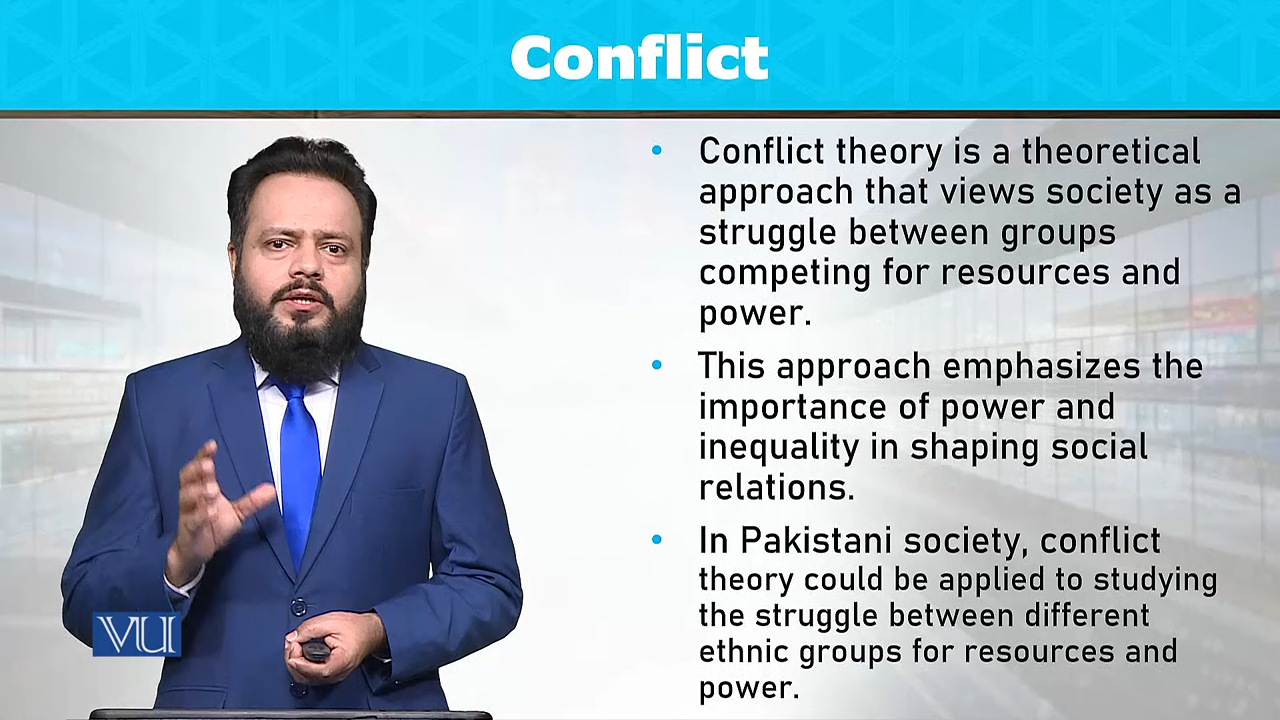 Conflict
• Conflict theory is a theoretical
approach that views society as a
struggle between groups
competing for resources and
power.
• This approach emphasizes the
importance of power and
inequality in shaping social
relations.
• In Pakistani society, conflict
theory could be applied to studying
the struggle between different
ethnic groups for resources and
power.
VU